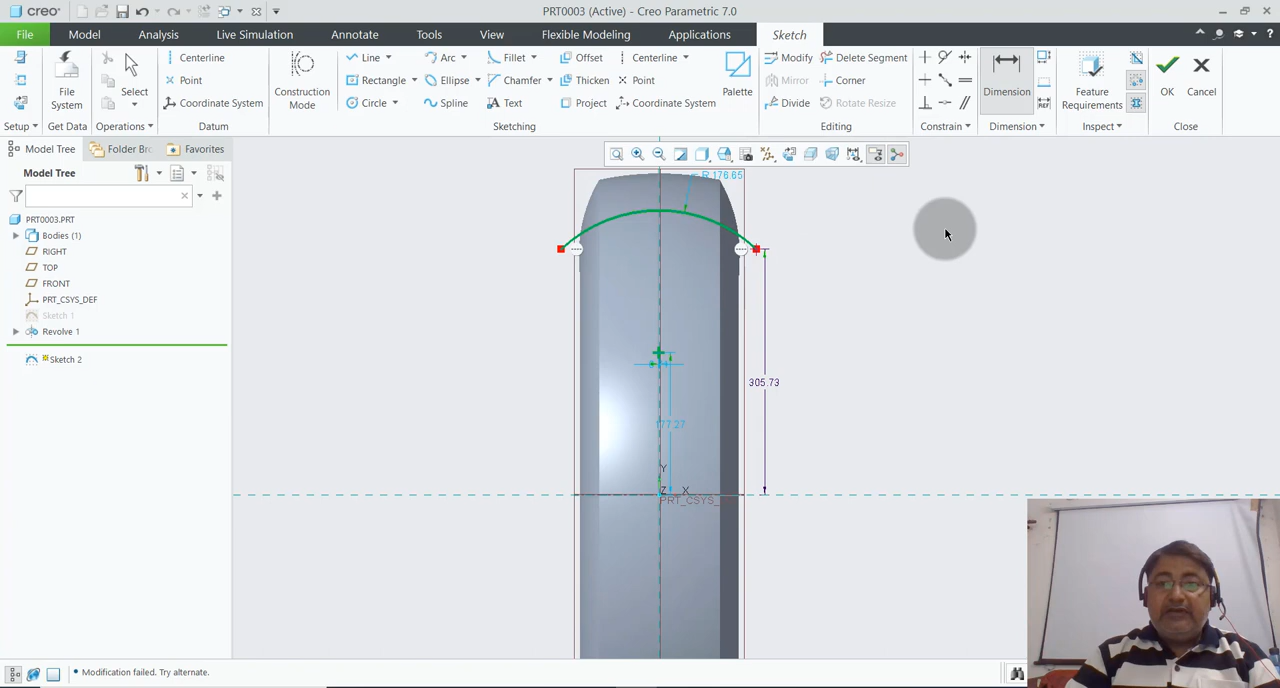 creo
PRT0003 (Active) - Creo Parametric 7.0
File Model Analysis Live Simulation Annotate Tools View Flexible Modeling Applications Sketch
File System
Select
Centerline
Point
Coordinate System
Construction Mode
Line Arc Fillet Offset Centerline
Rectangle Ellipse Chamfer Thicken Point
Circle Spline Text Project Coordinate System
Palette
Modify Delete Segment
Mirror Corner
Divide Rotate Resize
Dimension
Feature Requirements
OK Cancel
Setup Get Data Operations Datum Sketching Editing Constrain Dimension Inspect Close
Model Tree Folder Bro Favorites
Model Tree
PRT0003.PRT
Bodies (1)
RIGHT
TOP
FRONT
PRT_CSYS_DEF
Sketch 1
Revolve 1
Sketch 2
R 176.65
305.73
177.27
Y
Z X
PRT_CSYS_
Modification failed. Try alternate.